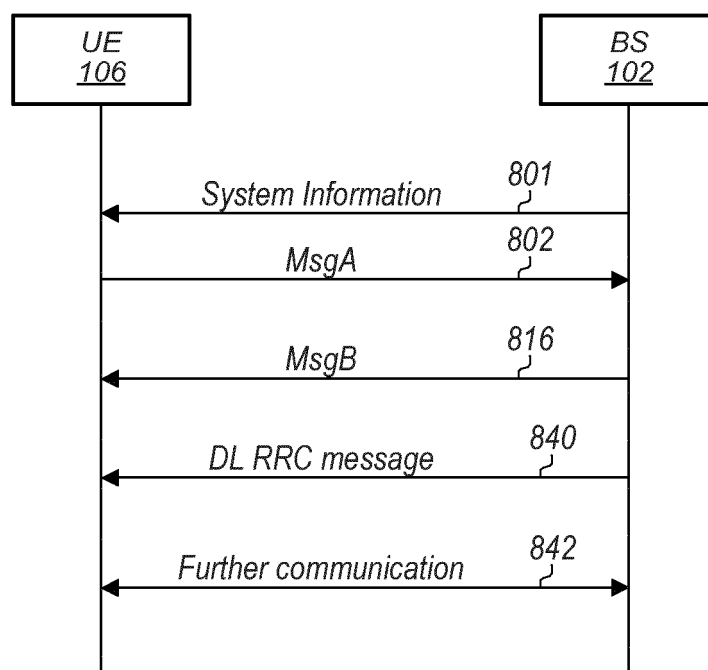 UE
106
BS
102
801
System Information
802
MsgA
816
MsgB
840
DL RRC message
842
Further communication